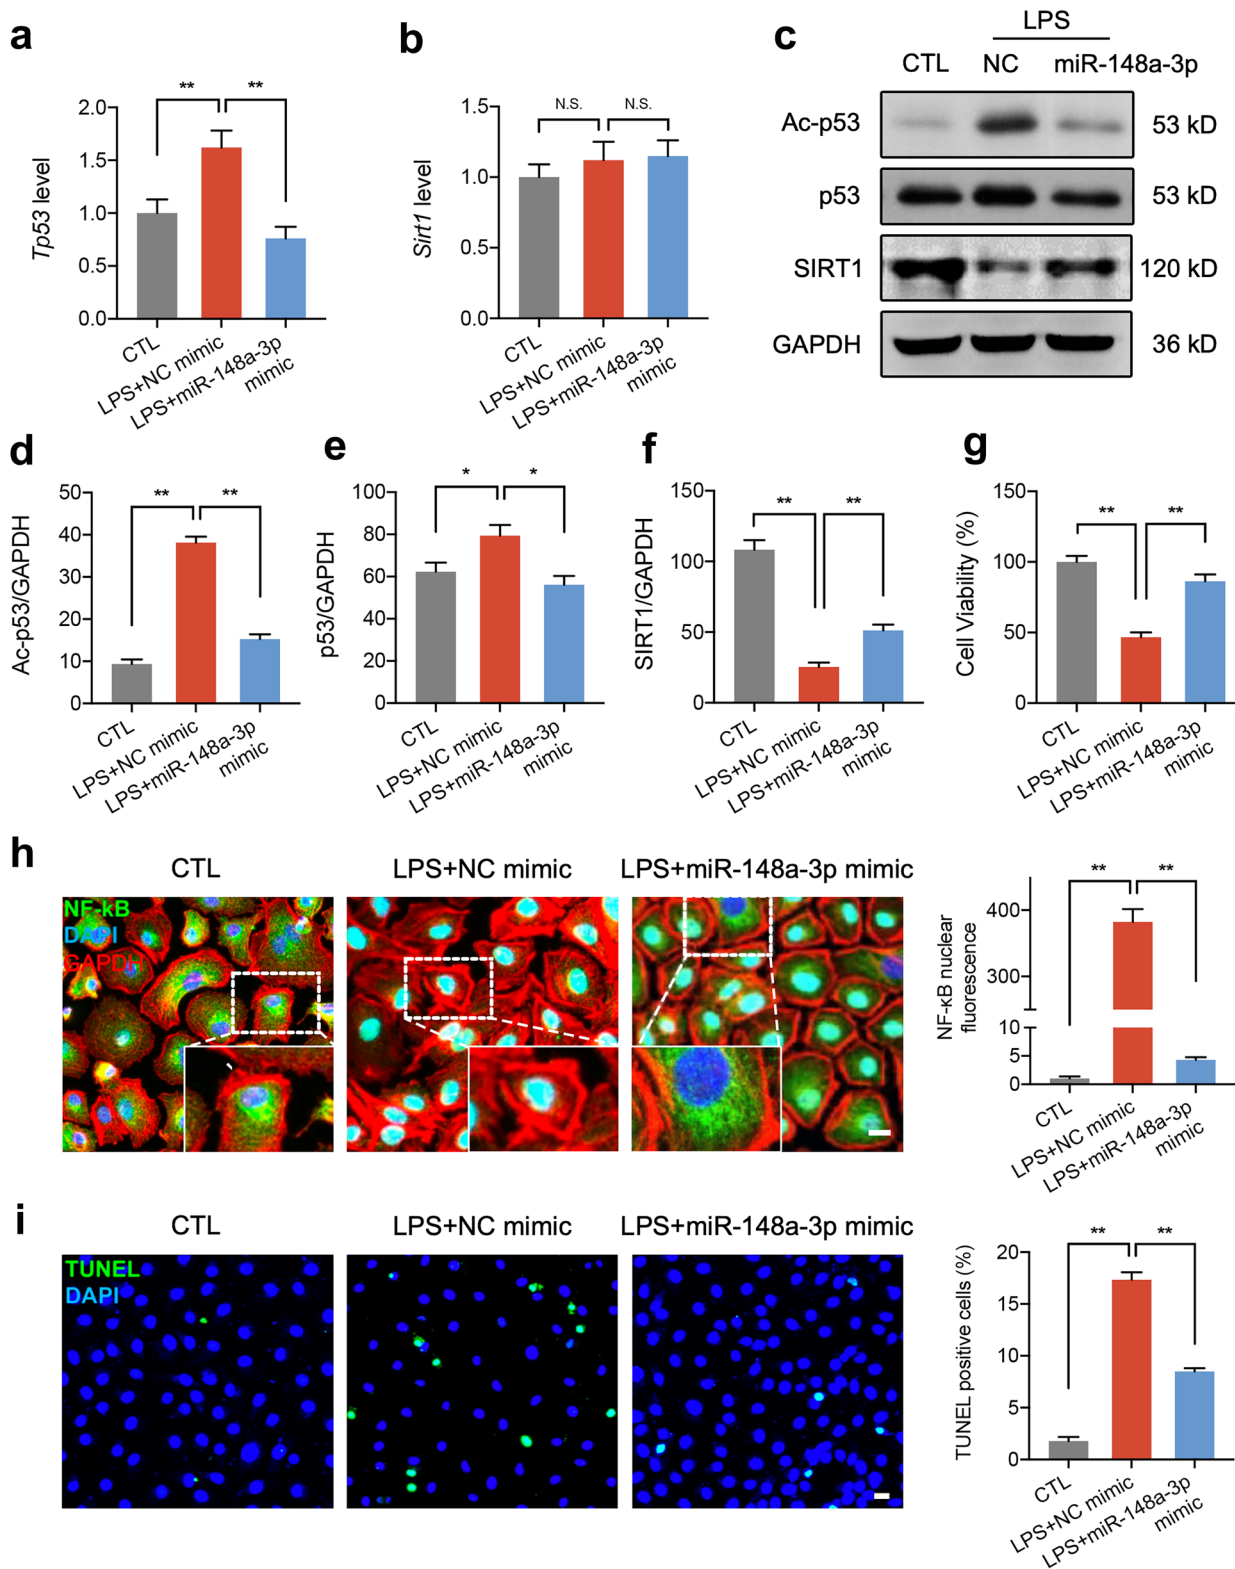 a
Tp53 level
2.0
1.5
1.0
0.5
0.0
** **
CTL
LPS+NC mimic
LPS+miR-148a-3p
mimic
b
Sirt1 level
1.5
1.0
0.5
0.0
N.S. N.S.
CTL
LPS+NC mimic
LPS+miR-148a-3p
mimic
c
LPS
CTL NC miR-148a-3p
Ac-p53 53 kD
p53 53 kD
SIRT1 120 kD
GAPDH 36 kD
d
Ac-p53/GAPDH
50
40
30
20
10
0
** **
CTL
LPS+NC mimic
LPS+miR-148a-3p
mimic
e
p53/GAPDH
100
80
60
40
20
0
* *
CTL
LPS+NC mimic
LPS+miR-148a-3p
mimic
f
SIRT1/GAPDH
150
100
50
0
** **
CTL
LPS+NC mimic
LPS+miR-148a-3p
mimic
g
Cell Viability (%)
150
100
50
0
** **
CTL
LPS+NC mimic
LPS+miR-148a-3p
mimic
h
CTL LPS+NC mimic LPS+miR-148a-3p mimic
NF-kB
DAPI
GAPDH
NF-κB nuclear
fluorescence
400
300
10
5
0
** **
CTL
LPS+NC mimic
LPS+miR-148a-3p
mimic
i
CTL LPS+NC mimic LPS+miR-148a-3p mimic
TUNEL
DAPI
TUNEL positive cells (%)
20
15
10
5
0
** **
CTL
LPS+NC mimic
LPS+miR-148a-3p
mimic